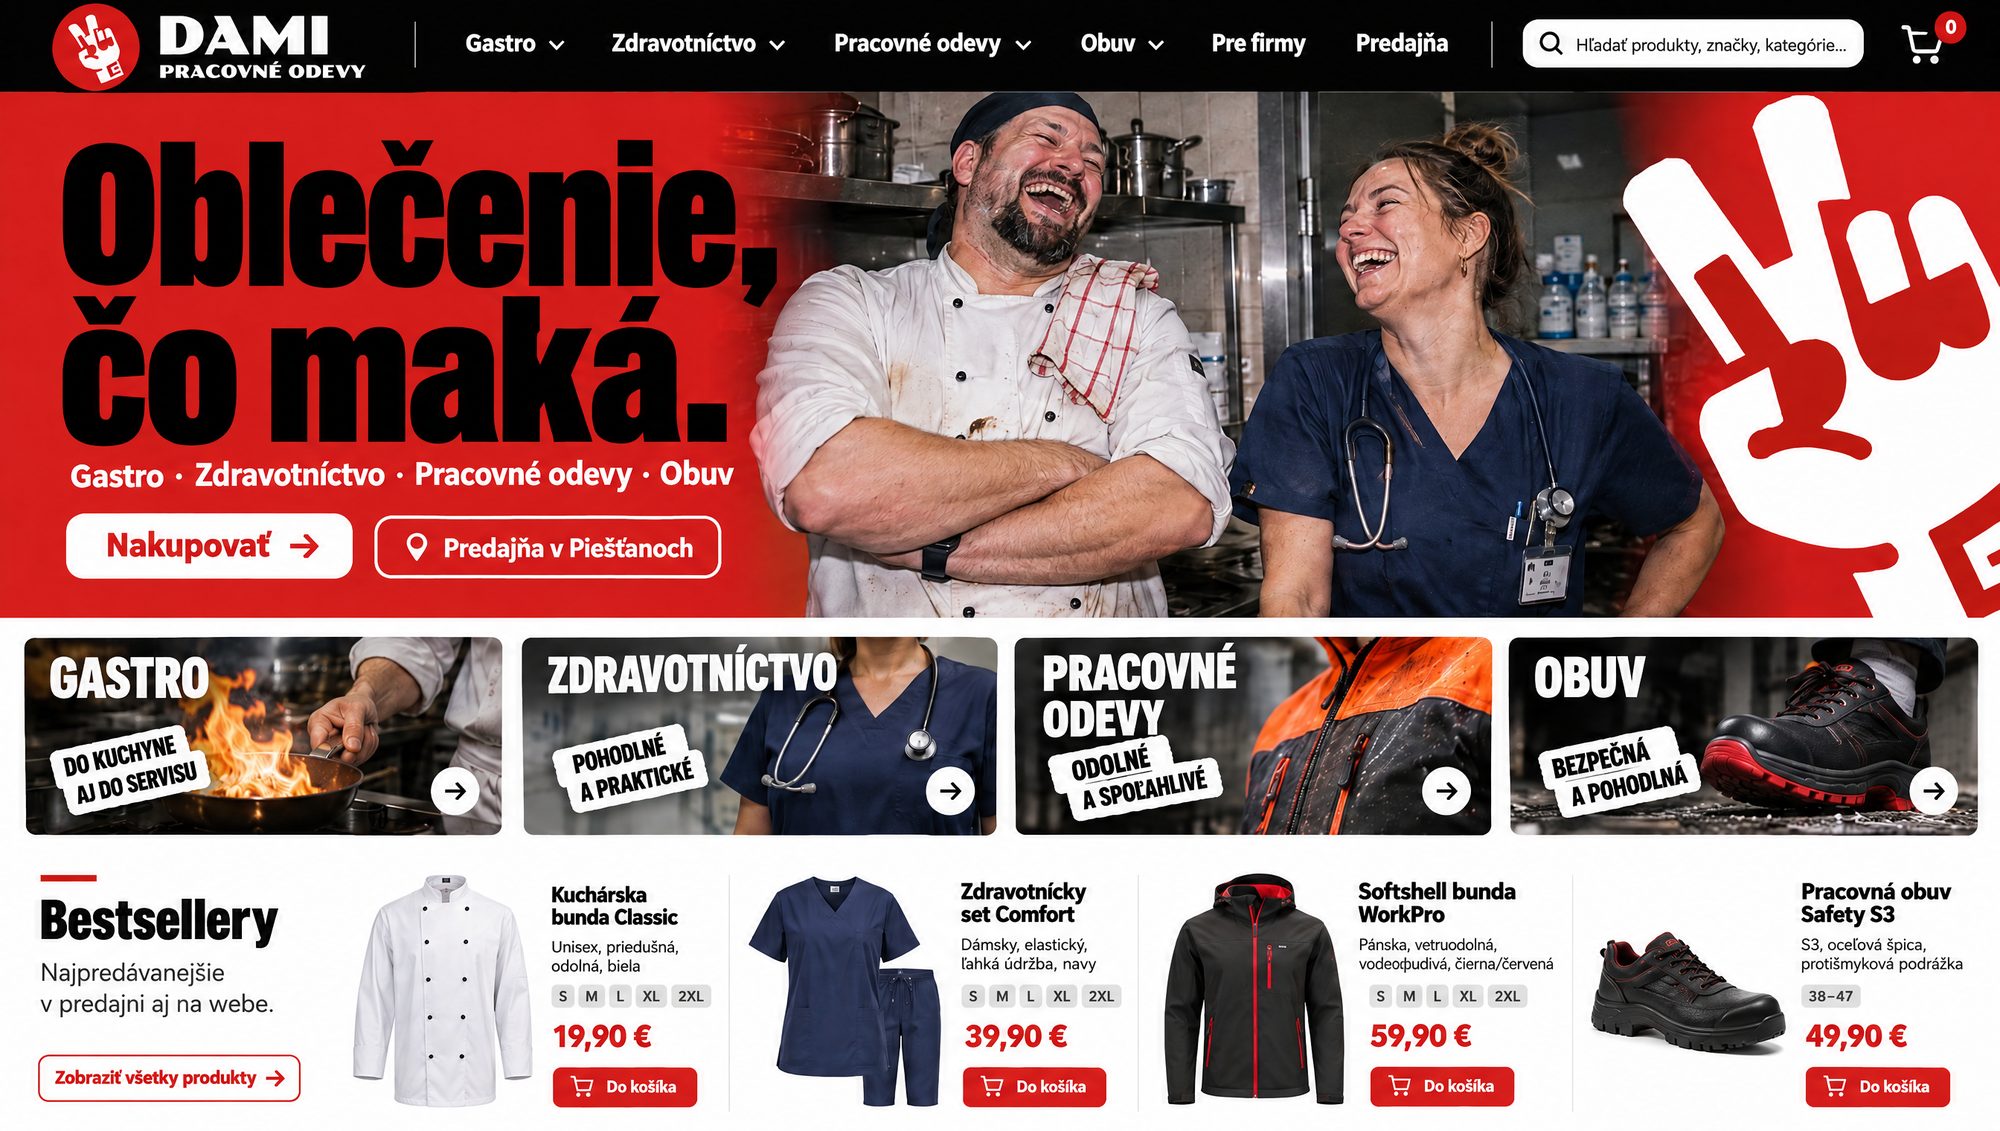 DAMI
PRACOVNÉ ODEVY
Gastro
Zdravotníctvo
Pracovné odevy
Obuv
Pre firmy
Predajňa
Hľadať produkty, značky, kategórie...
0
Oblečenie,
čo maká.
Gastro · Zdravotníctvo · Pracovné odevy · Obuv
Nakupovať →
Predajňa v Piešťanoch
GASTRO
DO KUCHYNE
AJ DO SERVISU
ZDRAVOTNÍCTVO
POHODLNÉ
A PRAKTICKÉ
PRACOVNÉ
ODEVY
ODOLNÉ
A SPOĽAHLIVÉ
OBUV
BEZPEČNÁ
A POHODLNÁ
Bestsellery
Najpredávanejšie
v predajni aj na webe.
Zobraziť všetky produkty →
Kuchárska
bunda Classic
Unisex, priedušná,
odolná, biela
S M L XL 2XL
19,90 €
Do košíka
Zdravotnícky
set Comfort
Dámsky, elastický,
ľahká údržba, navy
S M L XL 2XL
39,90 €
Do košíka
Softshell bunda
WorkPro
Pánska, vetruodolná,
čierna/červená
S M L XL 2XL
59,90 €
Do košíka
Pracovná obuv
Safety S3
S3, oceľová špica,
protišmyková podrážka
38–47
49,90 €
Do košíka